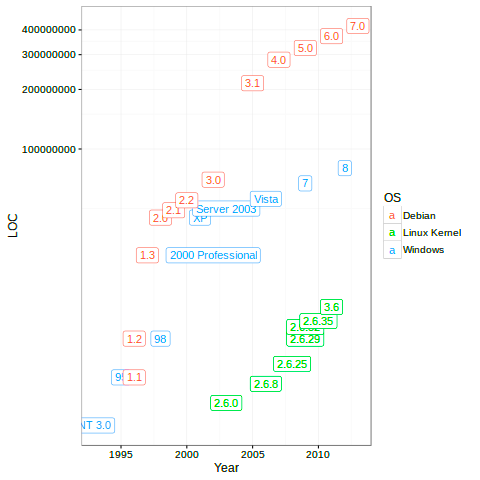 400000000
300000000
200000000
100000000
LOC
7.0
6.0
5.0
4.0
3.1
8
3.0
7
Vista
2.2
Server 2003
2.1
XP
1.3
2000 Professional
3.6
2.6.35
1.2
98
2.6.29
2.6.25
1.1
2.6.8
2.6.0
NT 3.0
1995
2000
2005
2010
Year
OS
a Debian
a Linux Kernel
a Windows